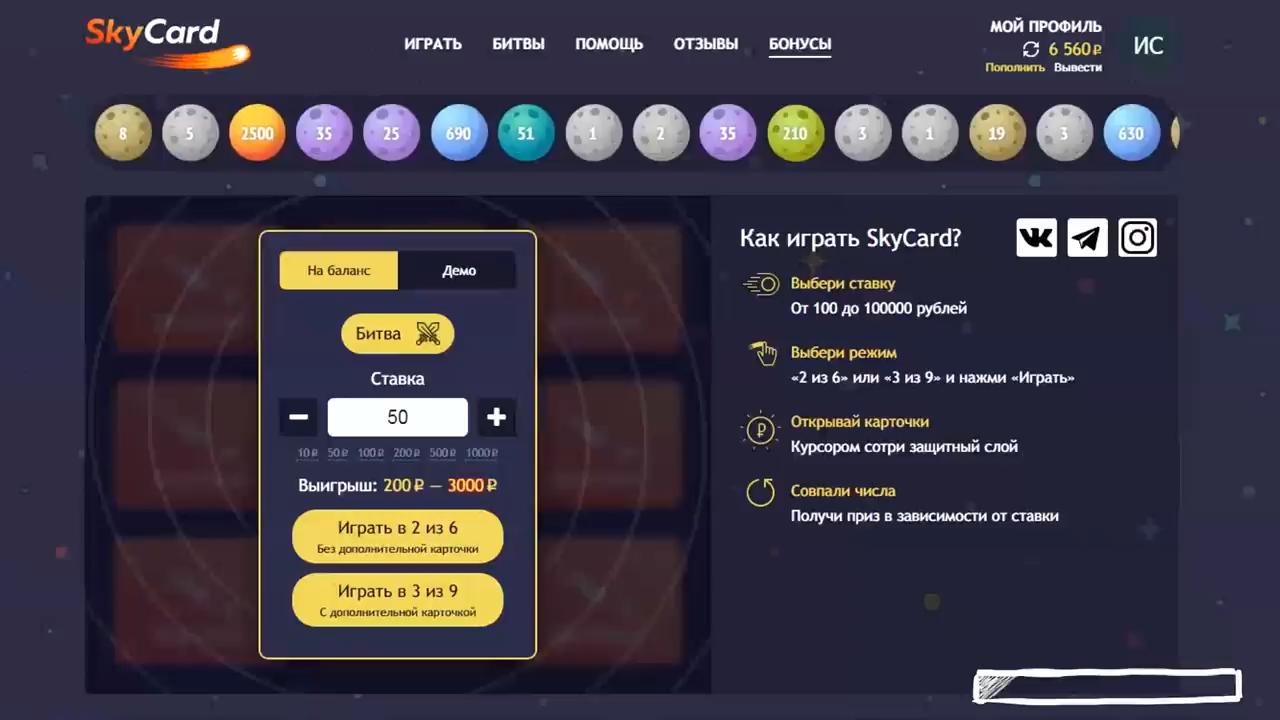 SkyCard
ИГРАТЬ БИТВЫ ПОМОЩЬ ОТЗЫВЫ БОНУСЫ
МОЙ ПРОФИЛЬ
6 560 ₽
Пополнить Вывести
ИС
8 5 2500 35 25 690 51 1 2 35 210 3 1 19 3 630
На баланс Демо
Битва
Ставка
− 50 +
10 ₽ 50 ₽ 100 ₽ 200 ₽ 500 ₽ 1000 ₽
Выигрыш: 200 ₽ — 3000 ₽
Играть в 2 из 6
Без дополнительной карточки
Играть в 3 из 9
С дополнительной карточкой
Как играть SkyCard?
Выбери ставку
От 100 до 100000 рублей
Выбери режим
«2 из 6» или «3 из 9» и нажми «Играть»
Открывай карточки
Курсором сотри защитный слой
Совпали числа
Получи приз в зависимости от ставки